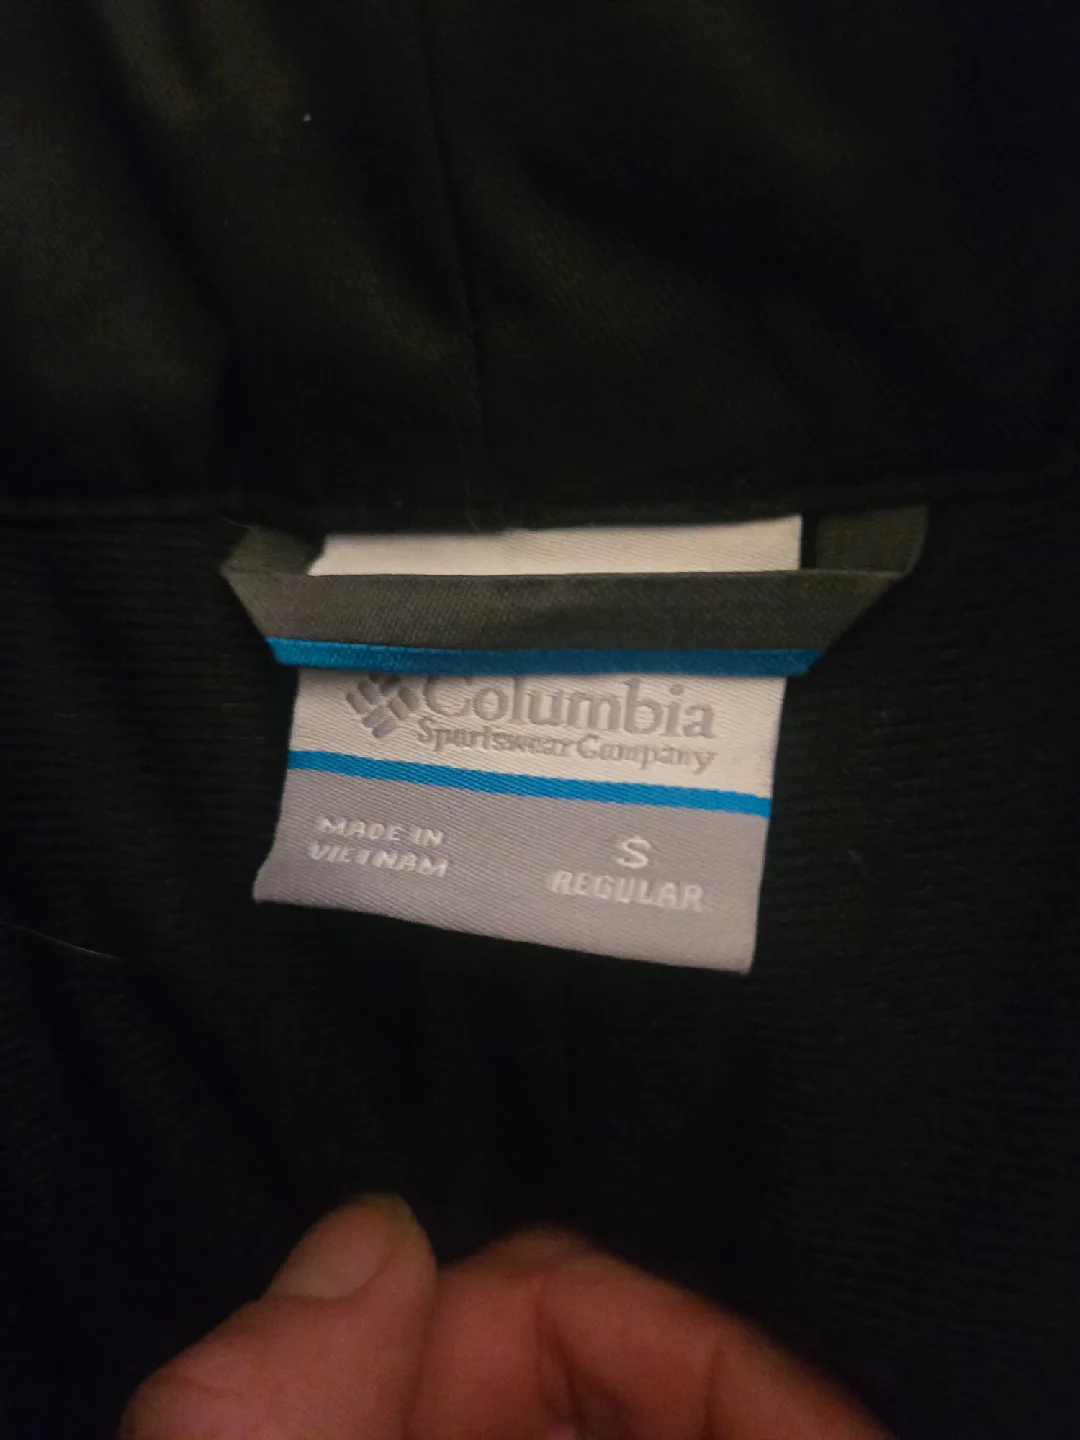 Columbia
Sportswear Company
MADE IN
VIETNAM
S
REGULAR